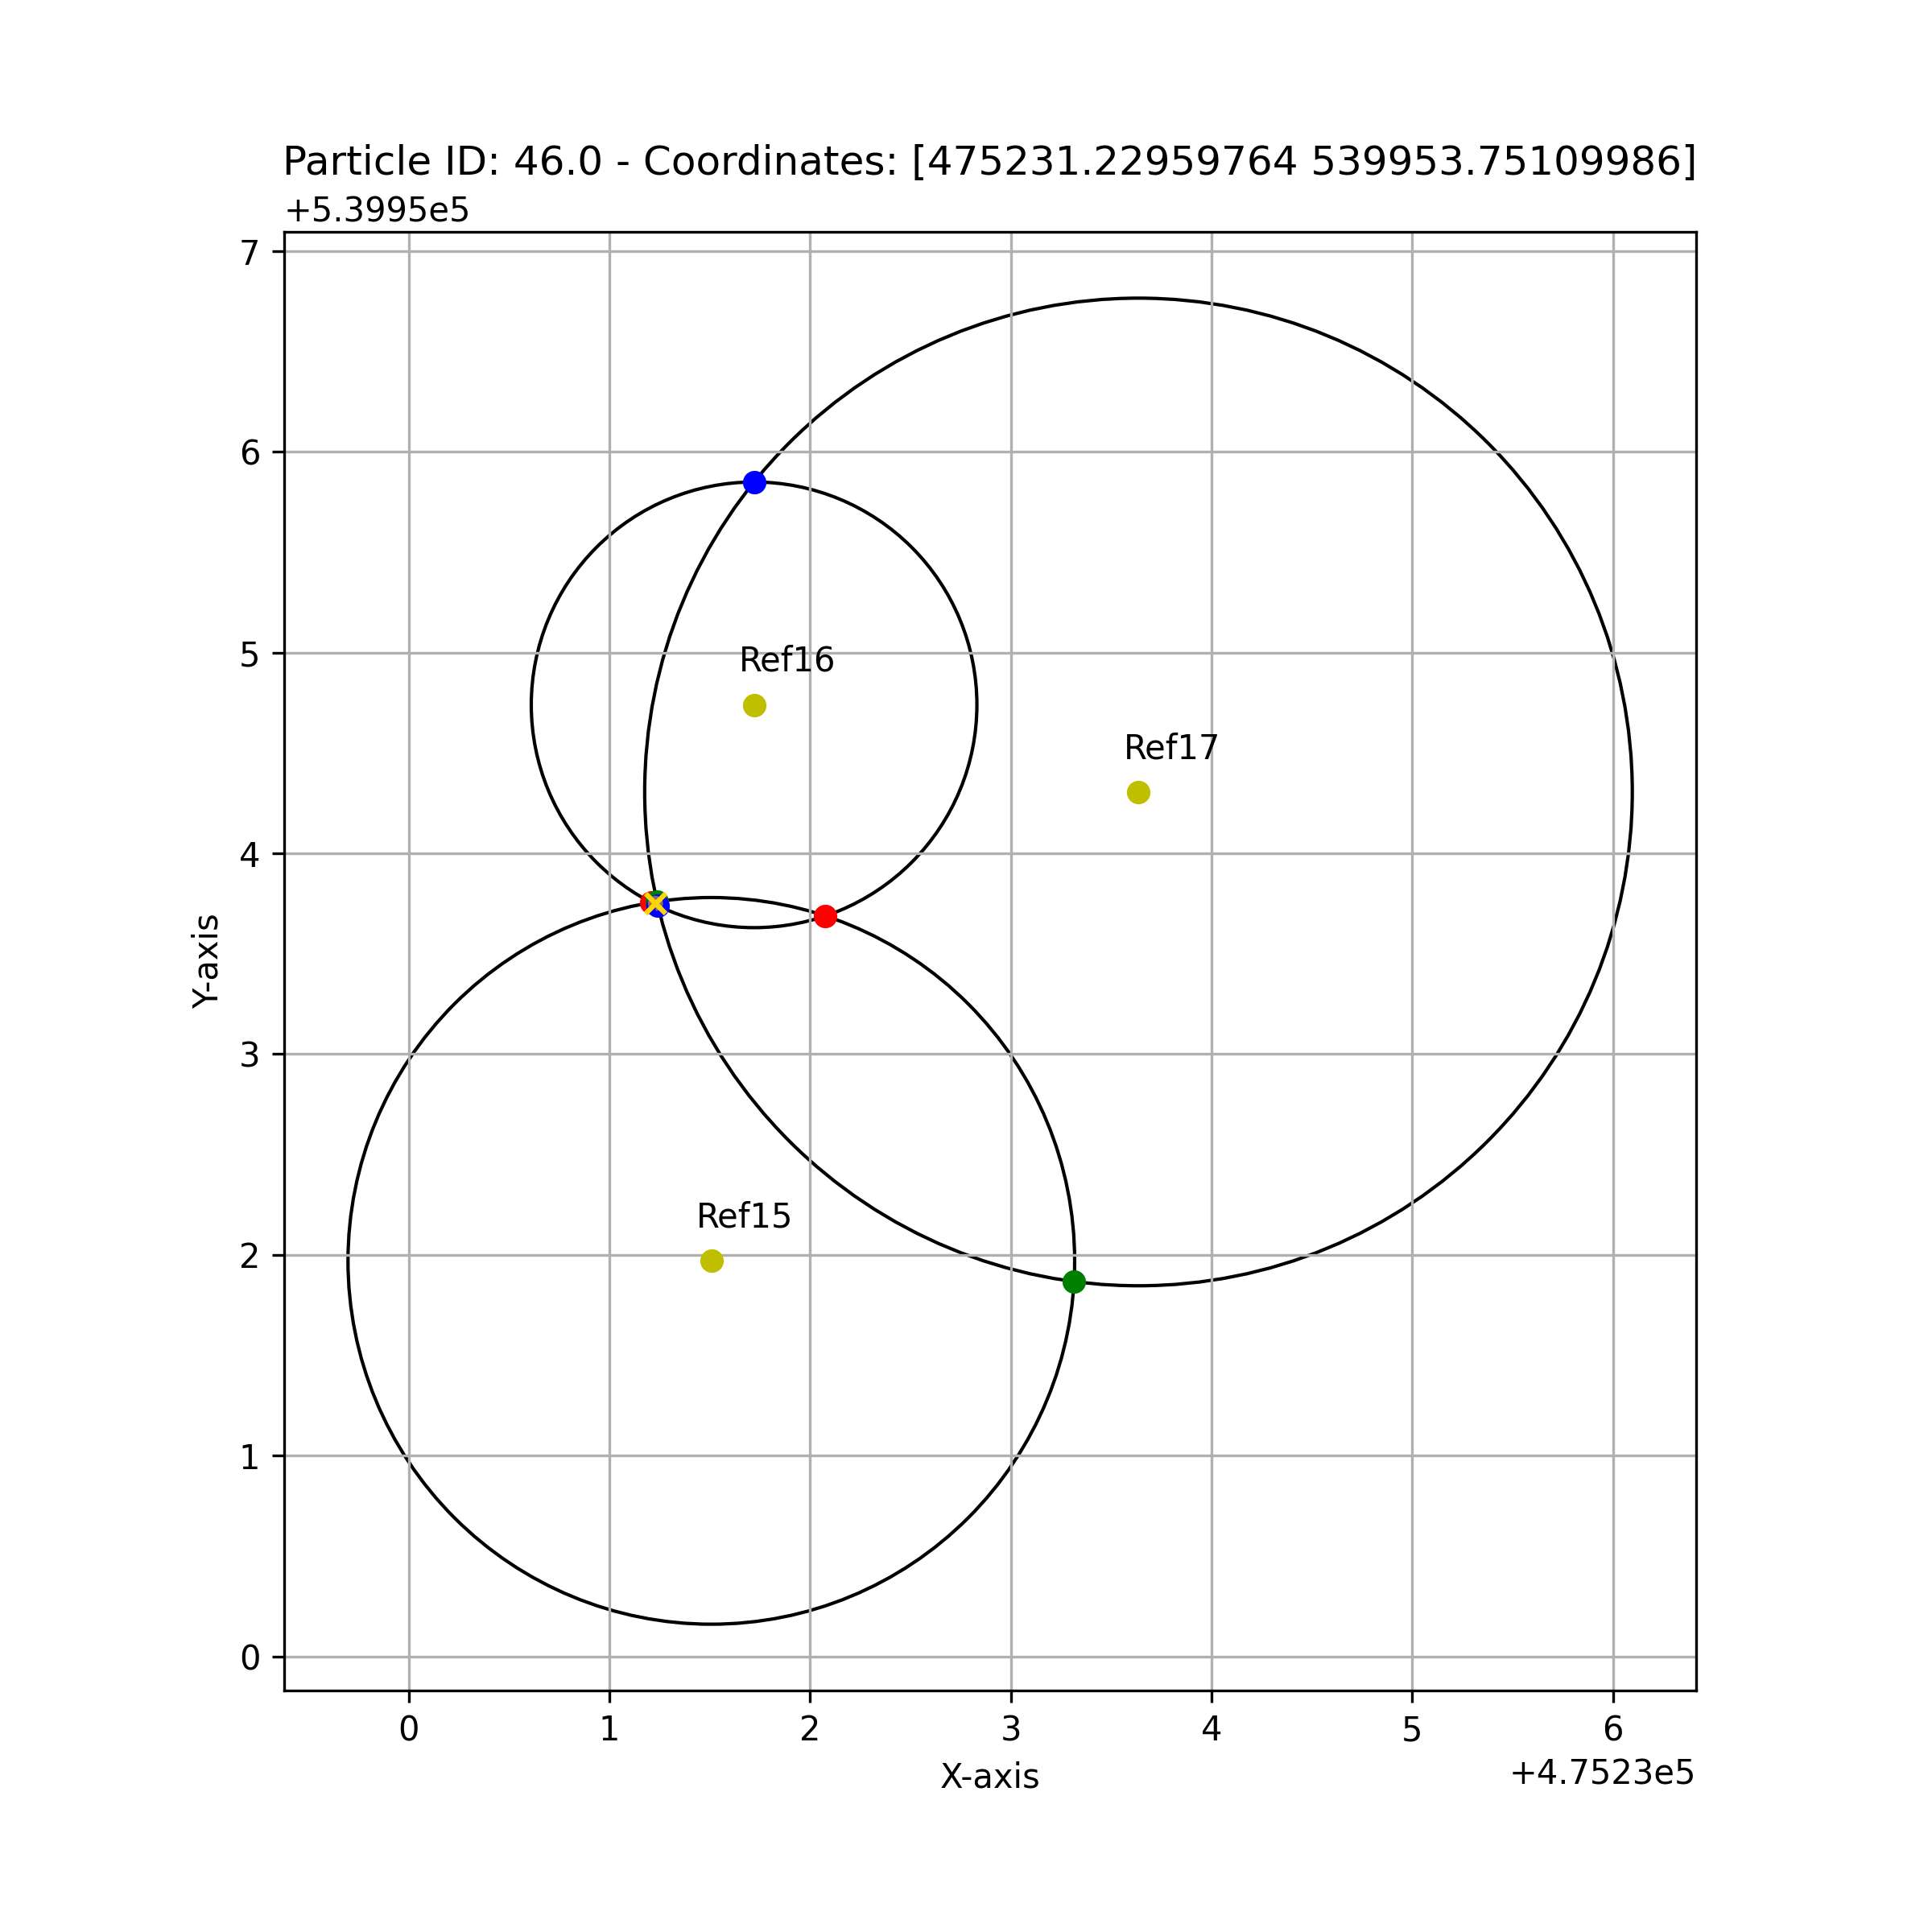 Particle ID: 46.0 - Coordinates: [475231.22959764 539953.75109986]
+5.3995e5
7
6
5
4
3
2
1
0
Y-axis
Ref16
Ref17
Ref15
0 1 2 3 4 5 6
X-axis
+4.7523e5